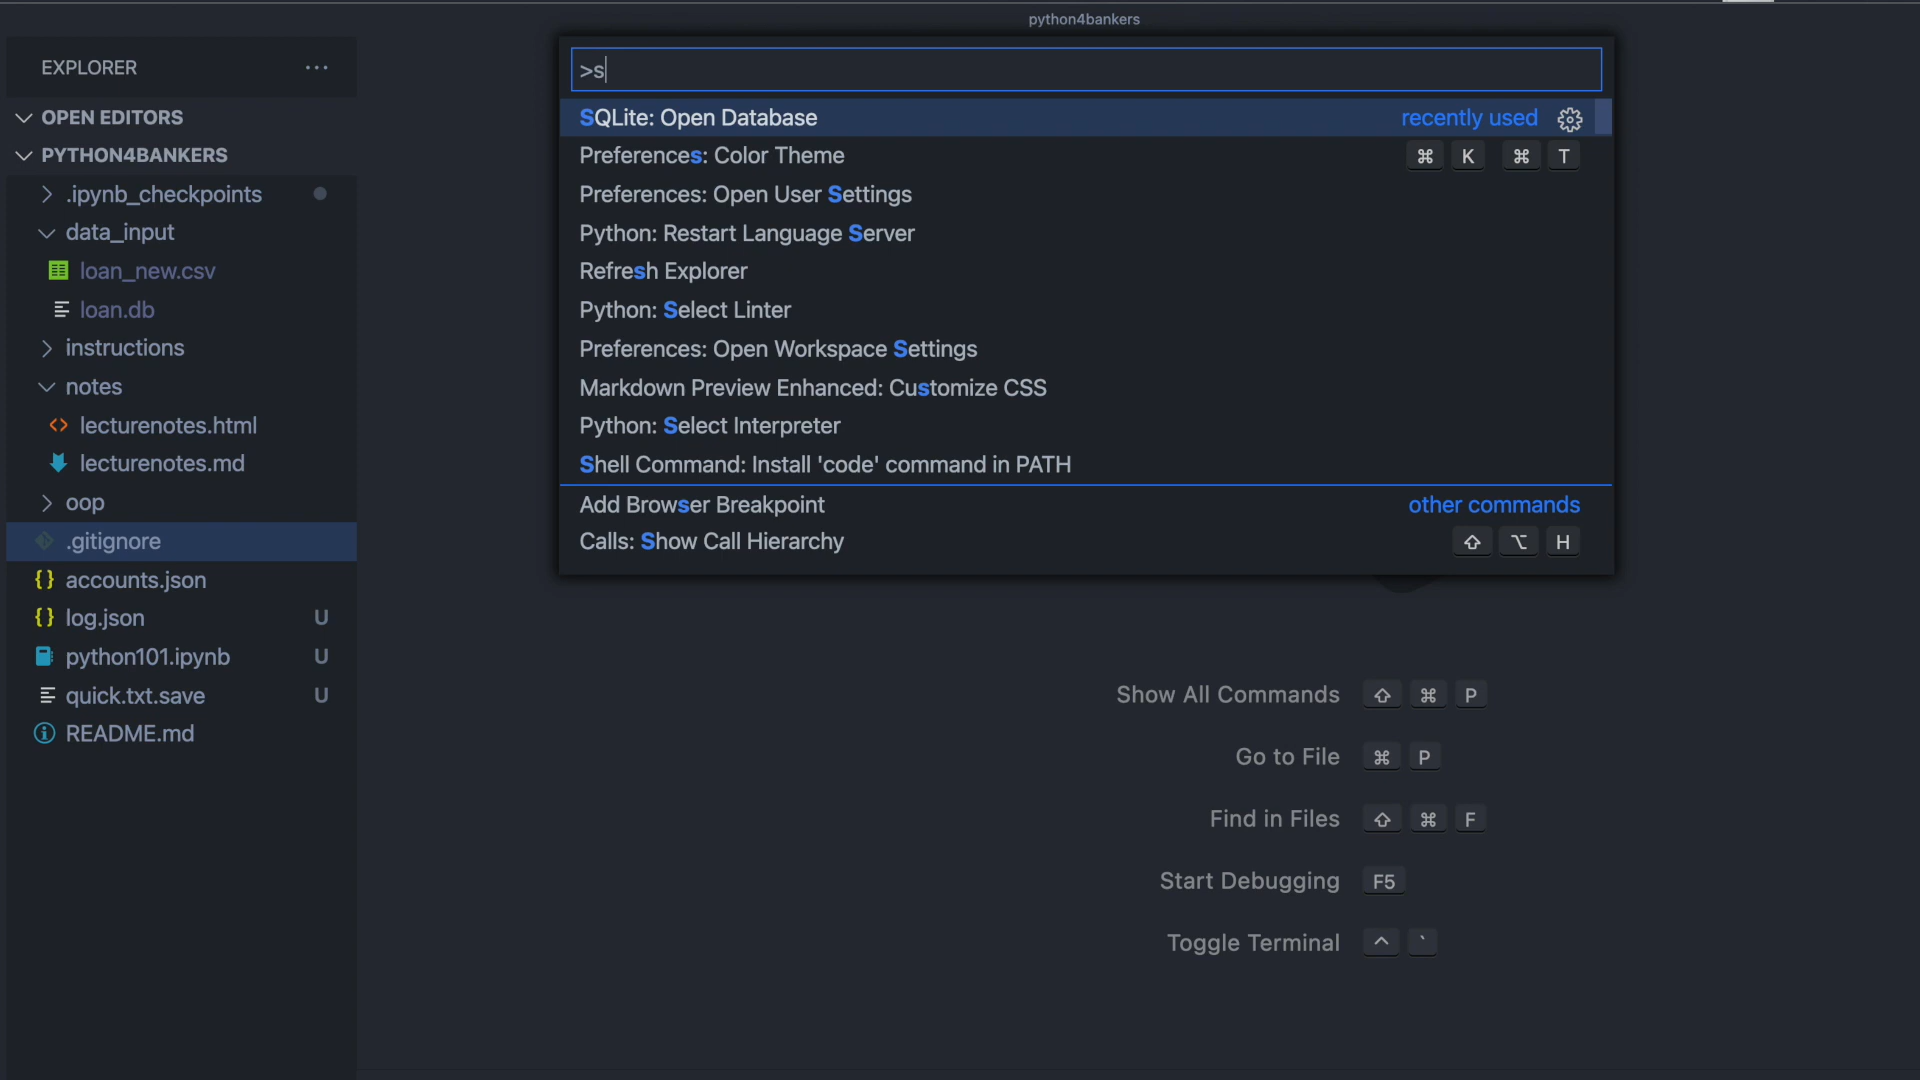 python4bankers
EXPLORER
OPEN EDITORS
PYTHON4BANKERS
.ipynb_checkpoints
data_input
loan_new.csv
loan.db
instructions
notes
lecturenotes.html
lecturenotes.md
oop
.gitignore
accounts.json
log.json U
python101.ipynb U
quick.txt.save U
README.md
>s
SQLite: Open Database recently used
Preferences: Color Theme ⌘ K ⌘ T
Preferences: Open User Settings
Python: Restart Language Server
Refresh Explorer
Python: Select Linter
Preferences: Open Workspace Settings
Markdown Preview Enhanced: Customize CSS
Python: Select Interpreter
Shell Command: Install 'code' command in PATH
Add Browser Breakpoint other commands
Calls: Show Call Hierarchy ⇧ ⌥ H
Show All Commands ⇧ ⌘ P
Go to File ⌘ P
Find in Files ⇧ ⌘ F
Start Debugging F5
Toggle Terminal ^ `